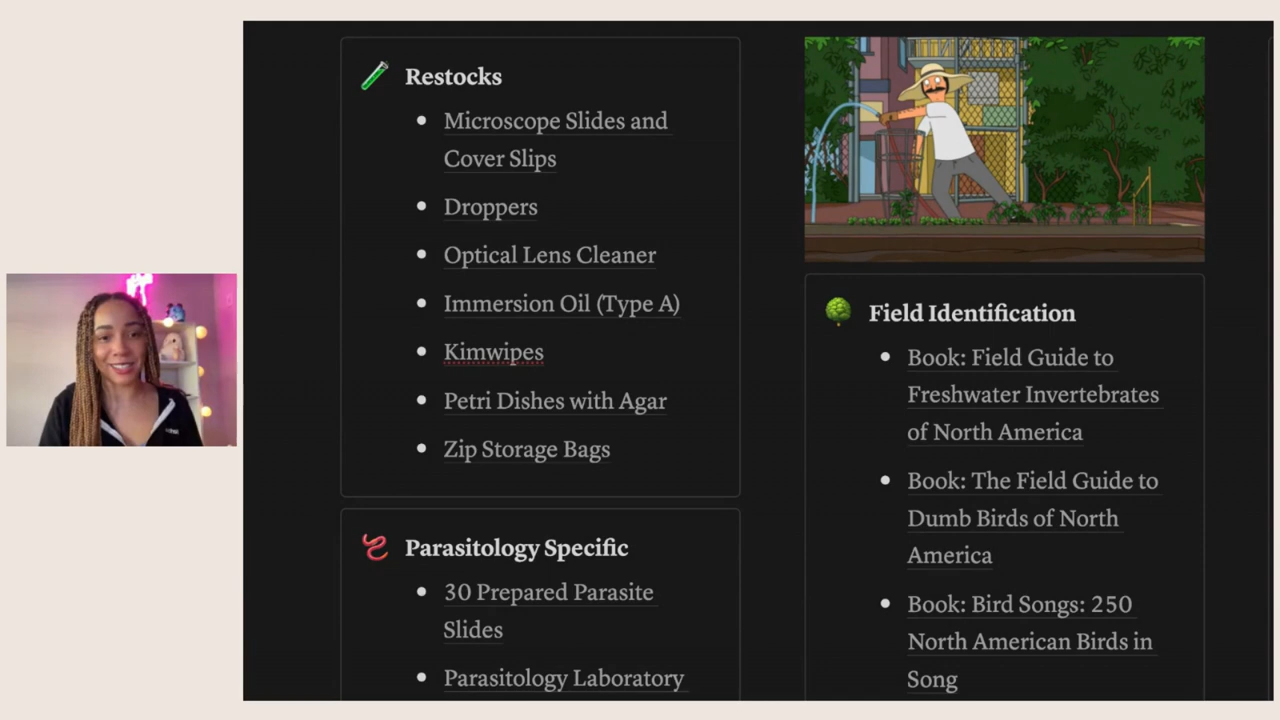 Restocks
Microscope Slides and
Cover Slips
Droppers
Optical Lens Cleaner
Immersion Oil (Type A)
Kimwipes
Petri Dishes with Agar
Zip Storage Bags
Parasitology Specific
30 Prepared Parasite
Slides
Parasitology Laboratory
Field Identification
Book: Field Guide to
Freshwater Invertebrates
of North America
Book: The Field Guide to
Dumb Birds of North
America
Book: Bird Songs: 250
North American Birds in
Song